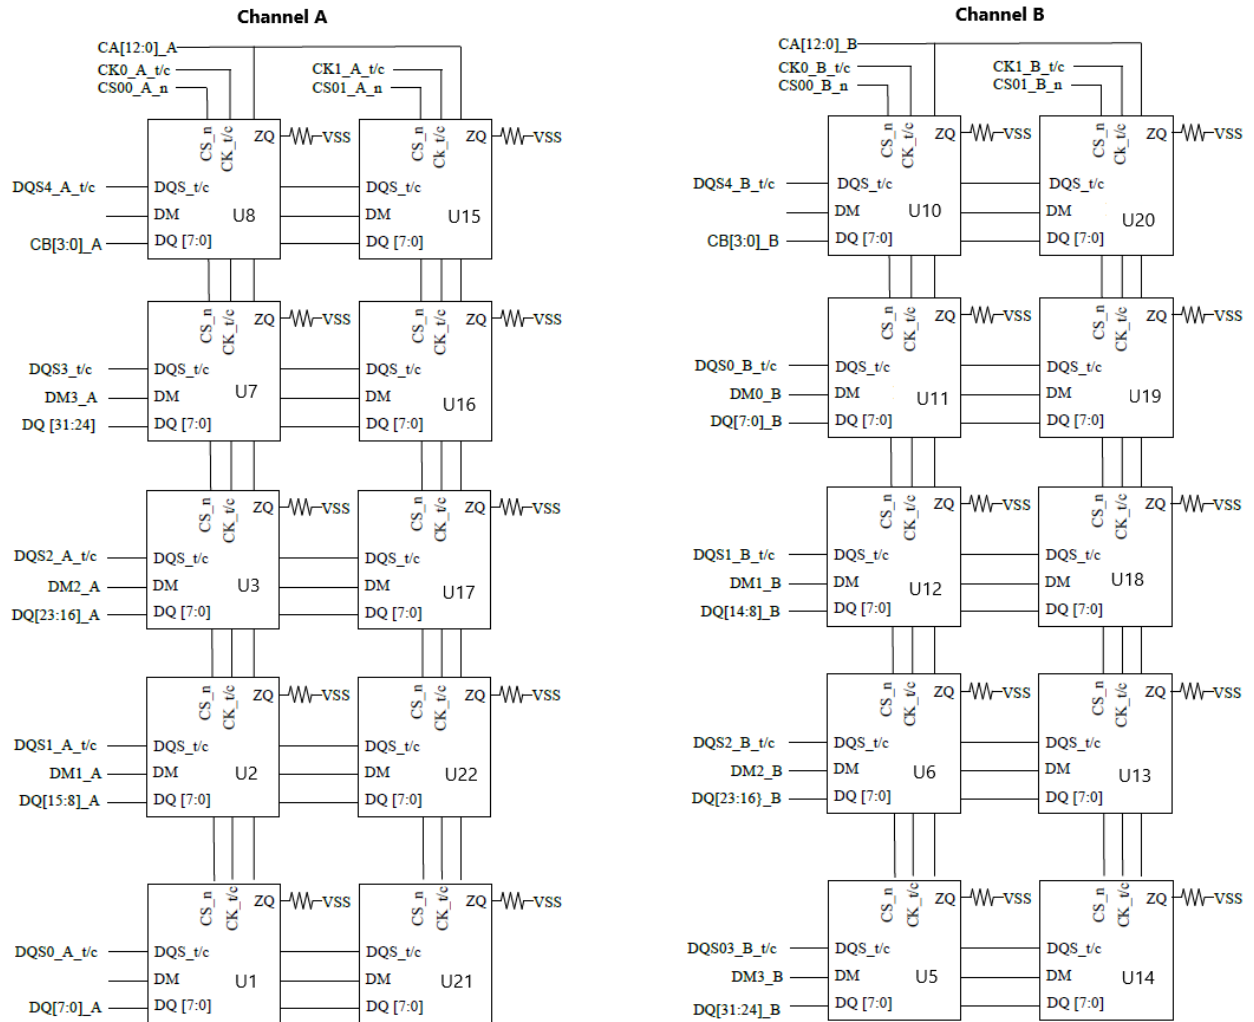 Channel A
CA[12:0]_A
CK0_A_t/c
CS00_A_n
CK1_A_t/c
CS01_A_n
CS_n CK_t/c ZQ VSS
CS_n Ck_t/c ZQ VSS
DQS4_A_t/c DQS_t/c DQS_t/c
DM U8 DM U15
CB[3:0]_A DQ [7:0] DQ [7:0]
CS_n CK_t/c ZQ VSS
CS_n CK_t/c ZQ VSS
DQS3_t/c DQS_t/c DQS_t/c
DM3_A DM U7 DM U16
DQ [31:24] DQ [7:0] DQ [7:0]
CS_n CK_t/c ZQ VSS
CS_n CK_t/c ZQ VSS
DQS2_A_t/c DQS_t/c DQS_t/c
DM2_A DM U3 DM U17
DQ[23:16]_A DQ [7:0] DQ [7:0]
CS_n CK_t/c ZQ VSS
CS_n CK_t/c ZQ VSS
DQS1_A_t/c DQS_t/c DQS_t/c
DM1_A DM U2 DM U22
DQ[15:8]_A DQ [7:0] DQ [7:0]
CS_n CK_t/c ZQ VSS
CS_n CK_t/c ZQ VSS
DQS0_A_t/c DQS_t/c DQS_t/c
DM U1 DM U21
DQ[7:0]_A DQ [7:0] DQ [7:0]
Channel B
CA[12:0]_B
CK0_B_t/c
CS00_B_n
CK1_B_t/c
CS01_B_n
CS_n CK_t/c ZQ VSS
CS_n Ck_t/c ZQ VSS
DQS4_B_t/c DQS_t/c DQS_t/c
DM U10 DM U20
CB[3:0]_B DQ [7:0] DQ [7:0]
CS_n CK_t/c ZQ VSS
CS_n CK_t/c ZQ VSS
DQS0_B_t/c DQS_t/c DQS_t/c
DM0_B DM U11 DM U19
DQ[7:0]_B DQ [7:0] DQ [7:0]
CS_n CK_t/c ZQ VSS
CS_n CK_t/c ZQ VSS
DQS1_B_t/c DQS_t/c DQS_t/c
DM1_B DM U12 DM U18
DQ[14:8]_B DQ [7:0] DQ [7:0]
CS_n CK_t/c ZQ VSS
CS_n CK_t/c ZQ VSS
DQS2_B_t/c DQS_t/c DQS_t/c
DM2_B DM U6 DM U13
DQ[23:16}_B DQ [7:0] DQ [7:0]
CS_n CK_t/c ZQ VSS
CS_n CK_t/c ZQ VSS
DQS03_B_t/c DQS_t/c DQS_t/c
DM3_B DM U5 DM U14
DQ[31:24]_B DQ [7:0] DQ [7:0]